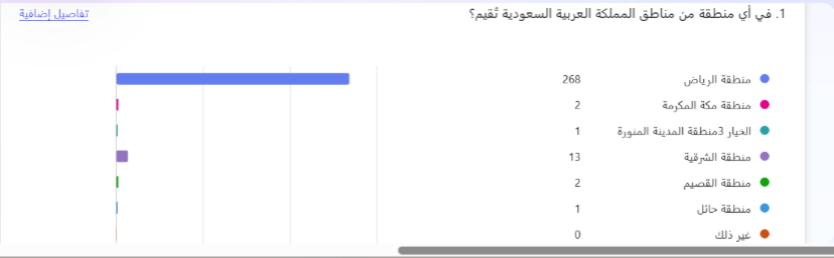 1. في أي منطقة من مناطق المملكة العربية السعودية تُقيم؟
تفاصيل إضافية
منطقة الرياض 268
منطقة مكة المكرمة 2
الخيار 3منطقة المدينة المنورة 1
منطقة الشرقية 13
منطقة القصيم 2
منطقة حائل 1
غير ذلك 0